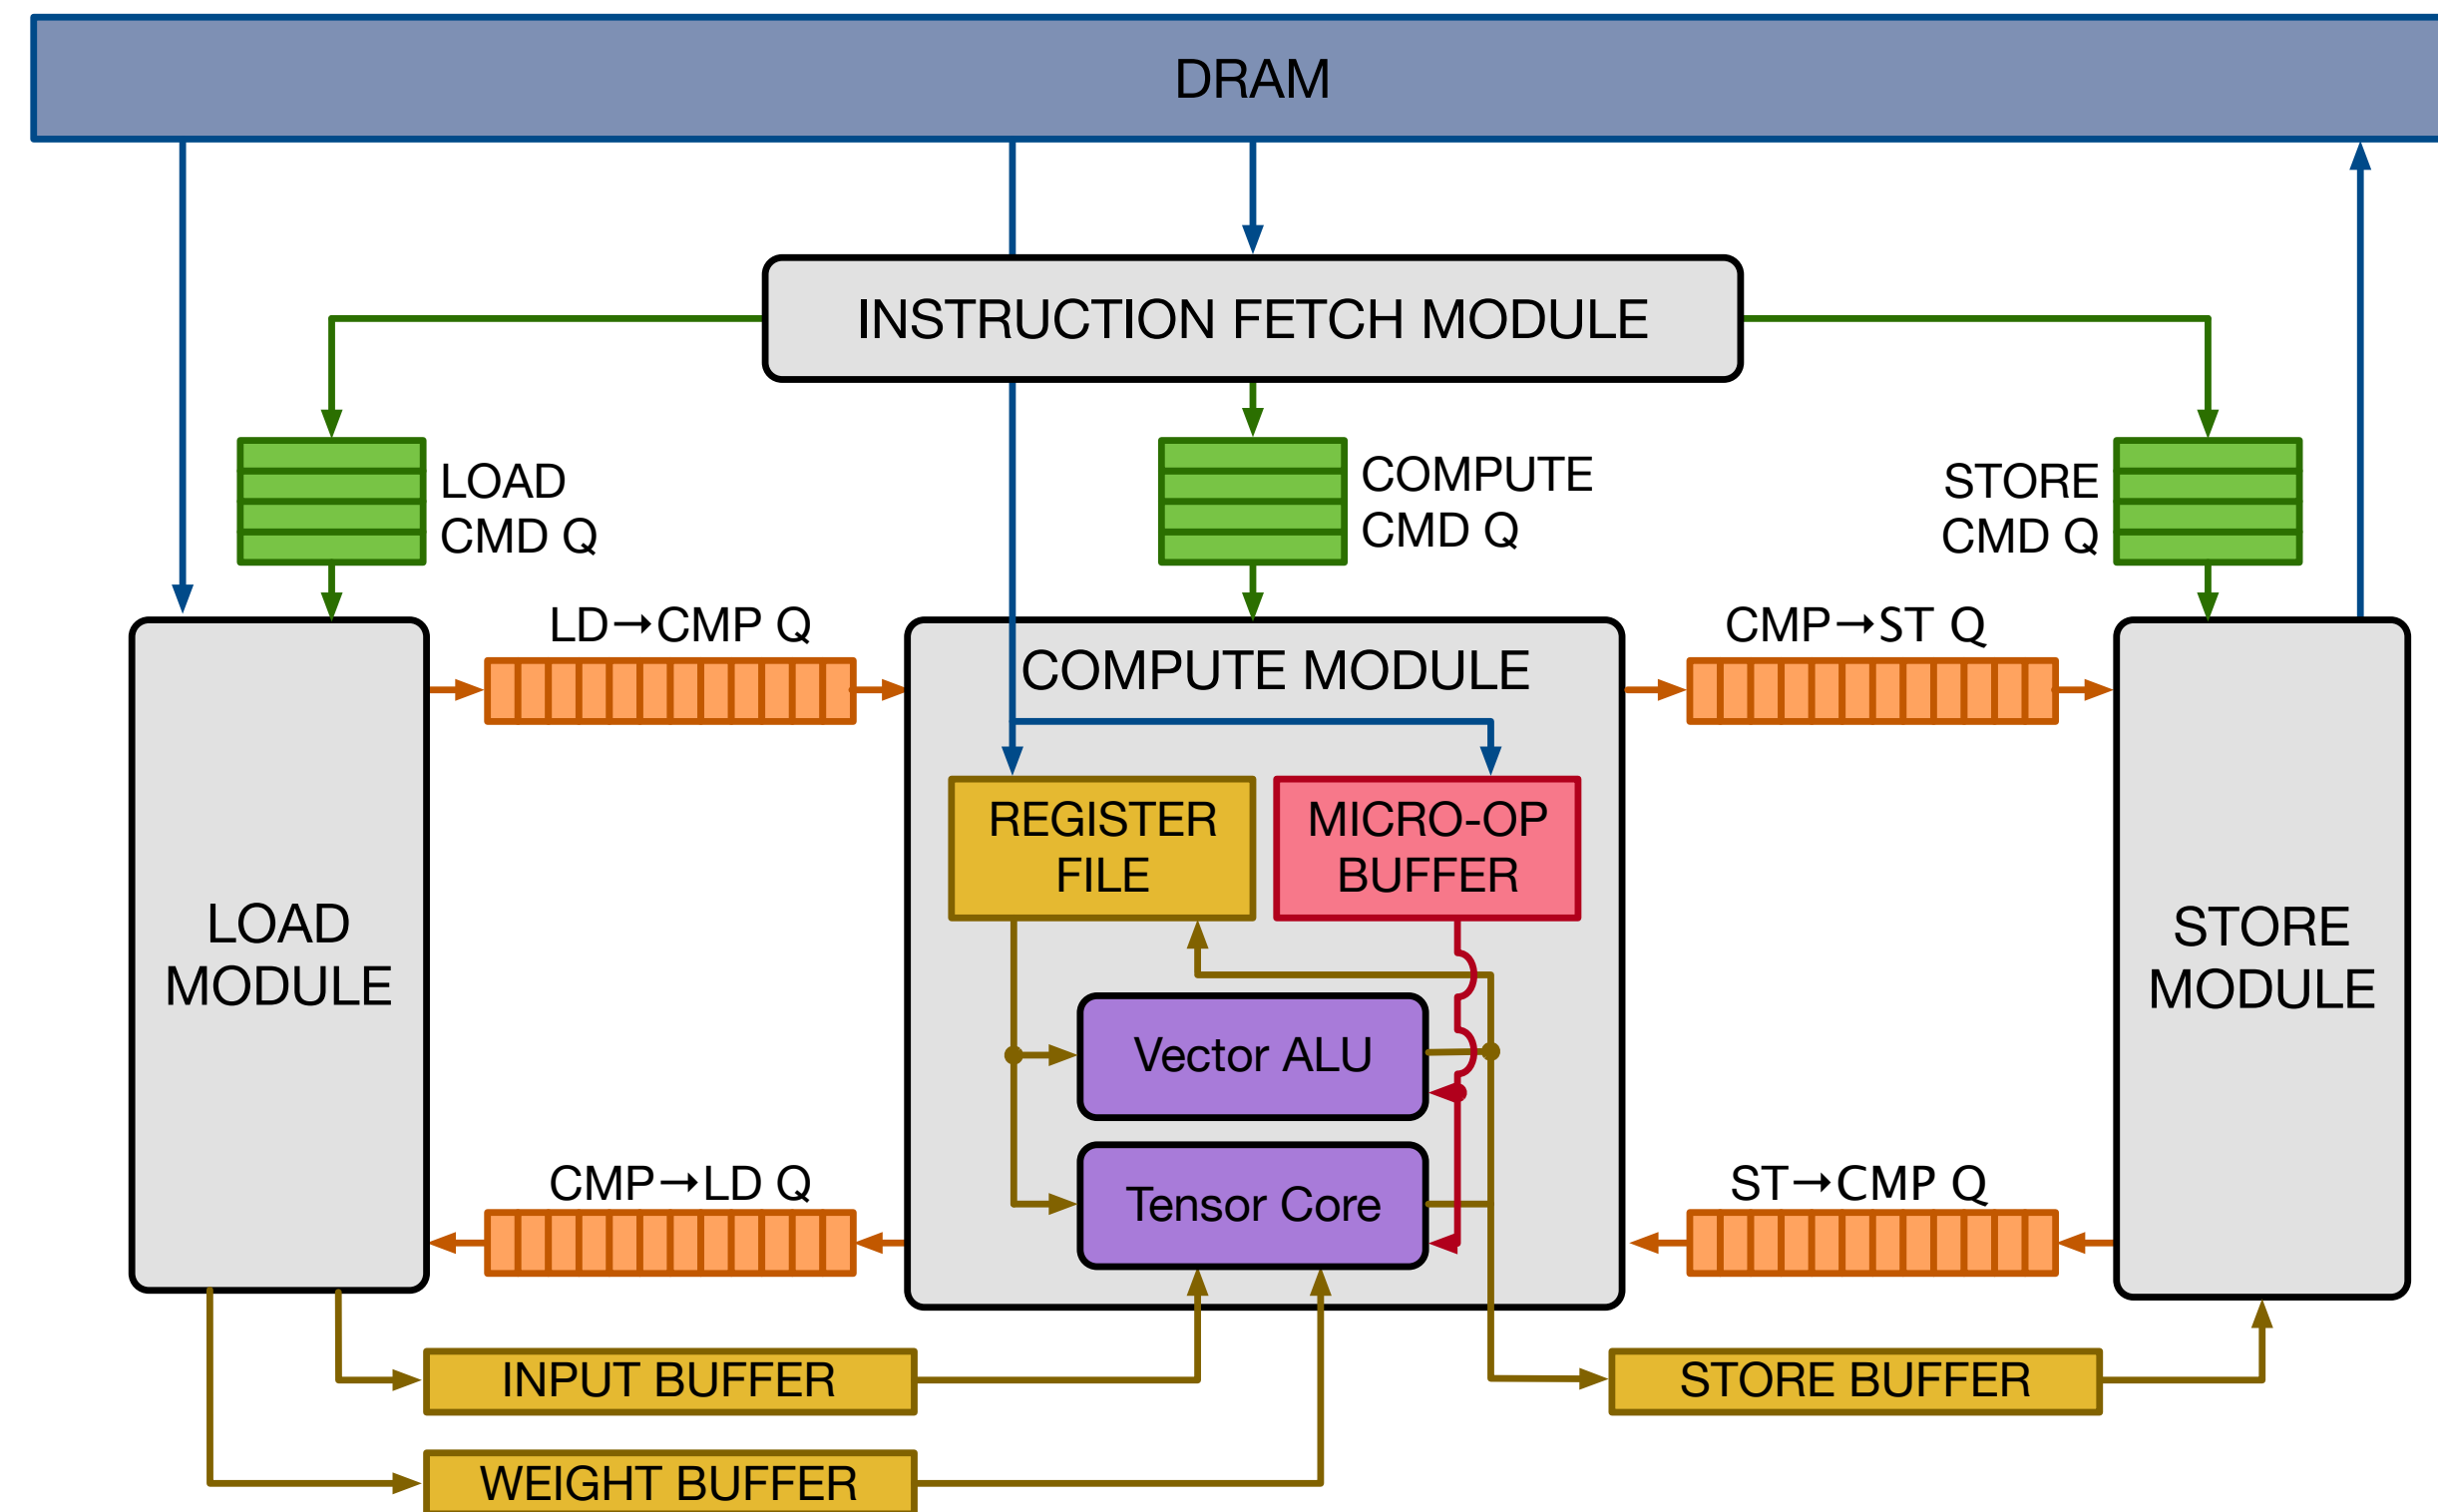 DRAM
INSTRUCTION FETCH MODULE
LOAD
CMD Q
COMPUTE
CMD Q
STORE
CMD Q
LD→CMP Q
CMP→ST Q
COMPUTE MODULE
REGISTER
FILE
MICRO-OP
BUFFER
LOAD
MODULE
STORE
MODULE
Vector ALU
Tensor Core
CMP→LD Q
ST→CMP Q
INPUT BUFFER
STORE BUFFER
WEIGHT BUFFER